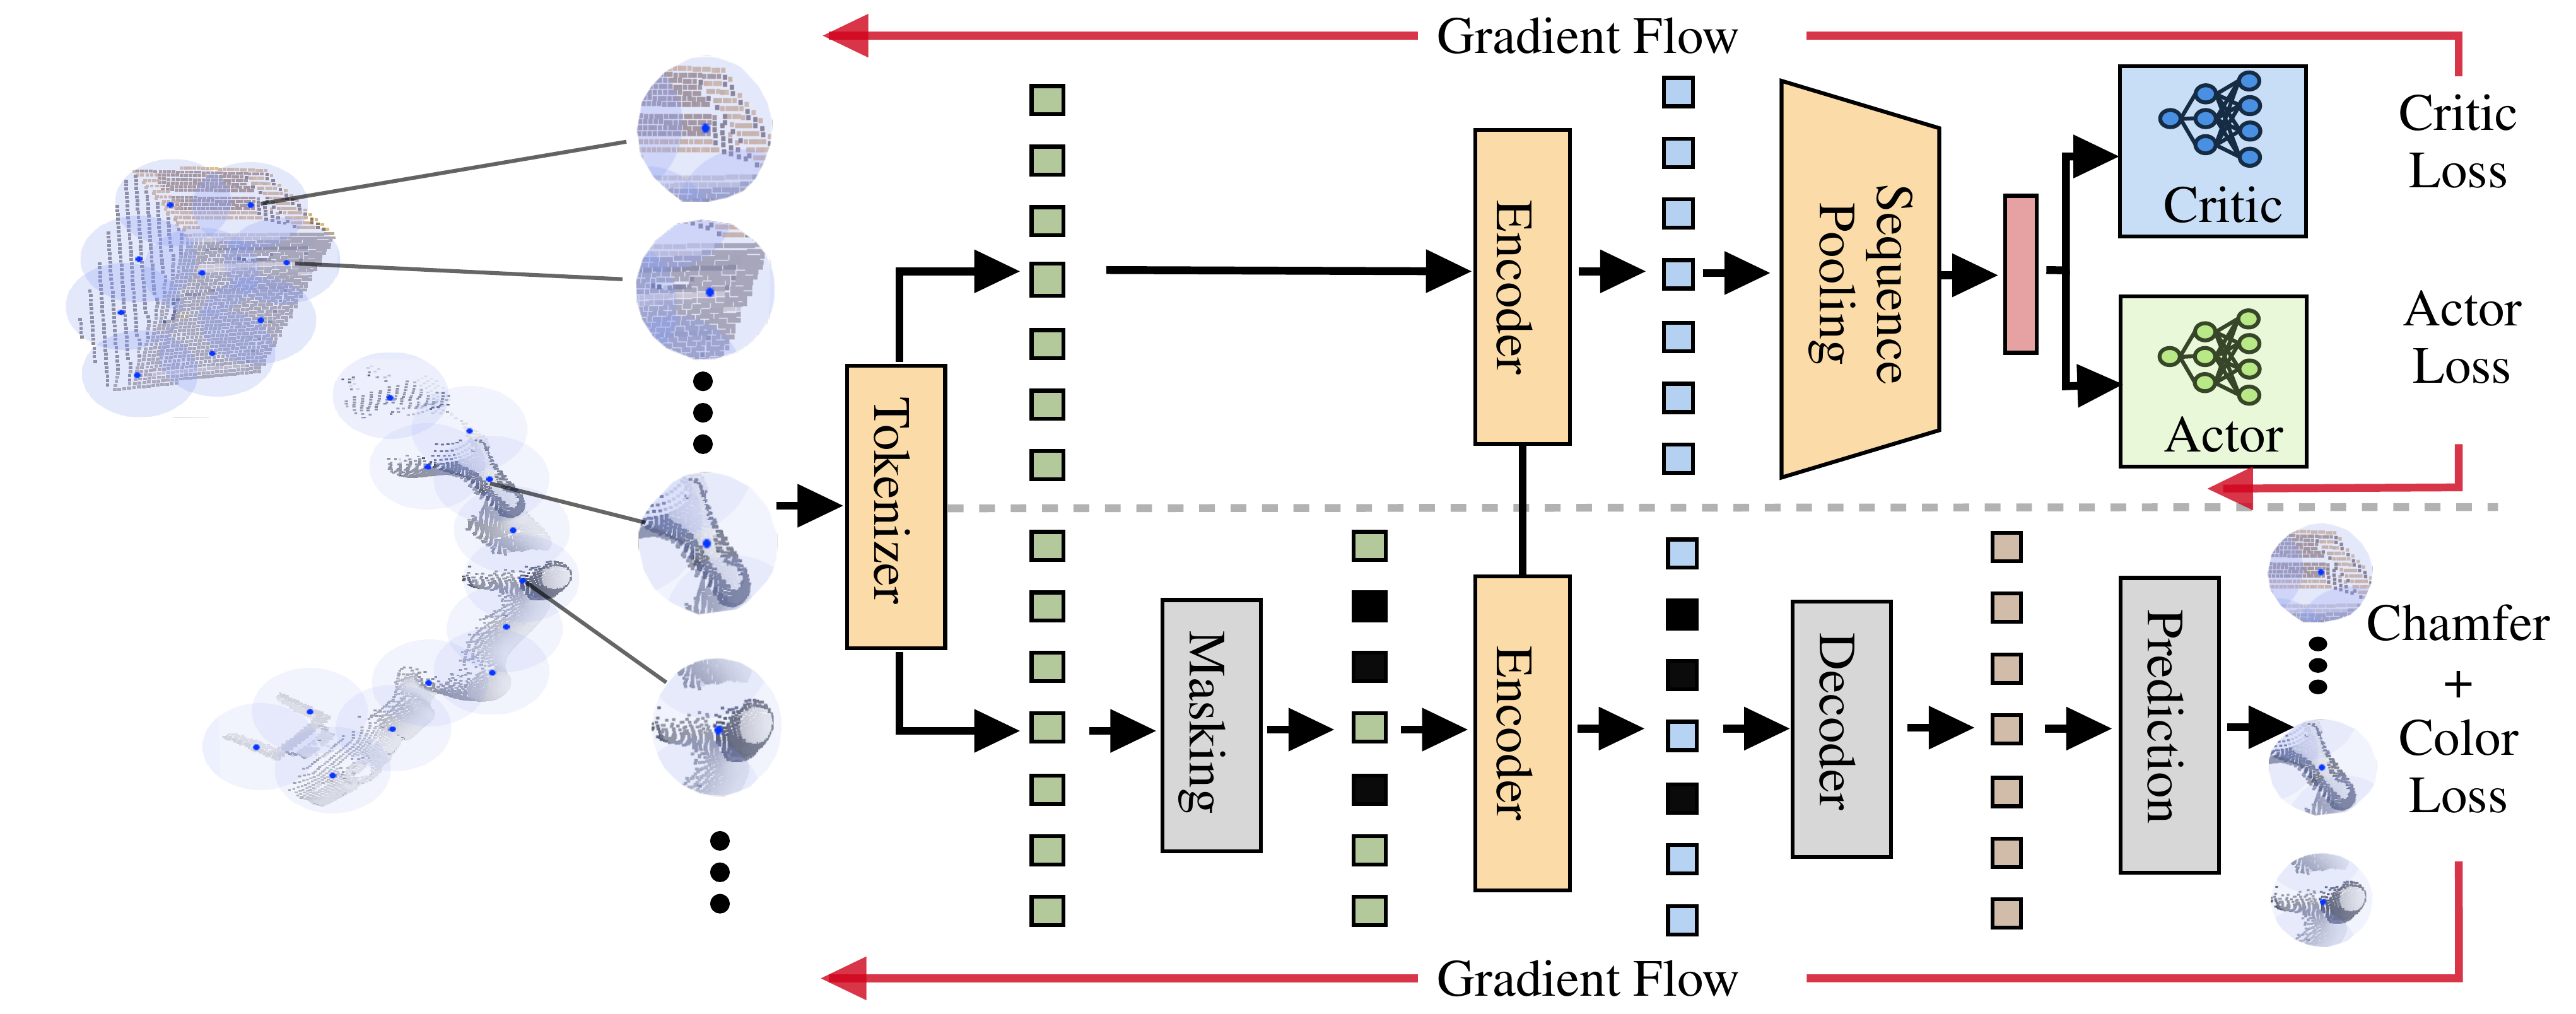 Gradient Flow
Critic
Loss
Encoder
Sequence
Pooling
Critic
Actor
Loss
Actor
Tokenizer
Masking
Encoder
Decoder
Prediction
Chamfer
+
Color
Loss
Gradient Flow